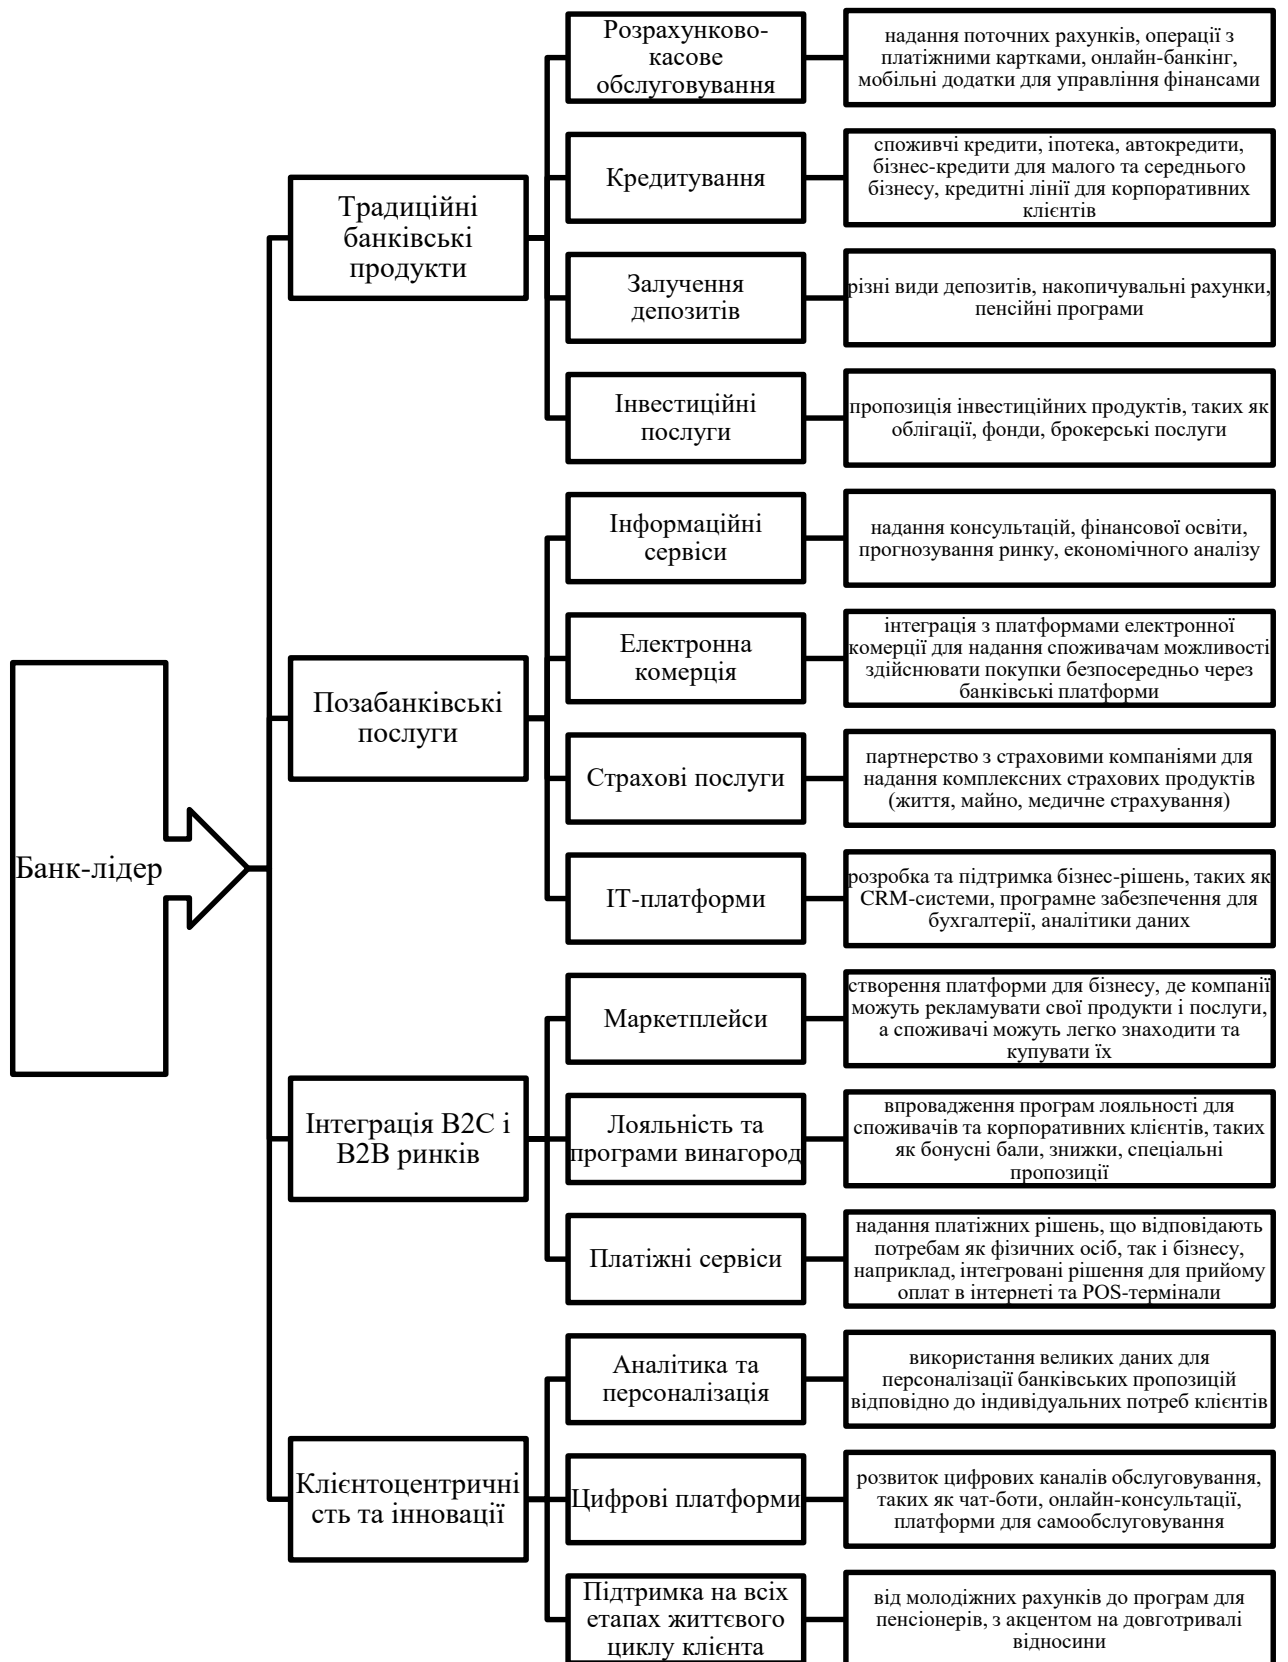 Розрахунково-
касове
обслуговування
надання поточних рахунків, операції з
платіжними картками, онлайн-банкінг,
мобільні додатки для управління фінансами
Кредитування
споживчі кредити, іпотека, автокредити,
бізнес-кредити для малого та середнього
бізнесу, кредитні лінії для корпоративних
клієнтів
Традиційні
банківські
продукти
Залучення
депозитів
різні види депозитів, накопичувальні рахунки,
пенсійні програми
Інвестиційні
послуги
пропозиція інвестиційних продуктів, таких як
облігації, фонди, брокерські послуги
Інформаційні
сервіси
надання консультацій, фінансової освіти,
прогнозування ринку, економічного аналізу
Електронна
комерція
інтеграція з платформами електронної
комерції для надання споживачам можливості
здійснювати покупки безпосередньо через
банківські платформи
Позабанківські
послуги
Страхові послуги
партнерство з страховими компаніями для
надання комплексних страхових продуктів
(життя, майно, медичне страхування)
Банк-лідер
ІТ-платформи
розробка та підтримка бізнес-рішень, таких як
CRM-системи, програмне забезпечення для
бухгалтерії, аналітики даних
Маркетплейси
створення платформи для бізнесу, де компанії
можуть рекламувати свої продукти і послуги,
а споживачі можуть легко знаходити та
купувати їх
Інтеграція B2C і
B2B ринків
Лояльність та
програми винагород
впровадження програм лояльності для
споживачів та корпоративних клієнтів, таких
як бонусні бали, знижки, спеціальні
пропозиції
Платіжні сервіси
надання платіжних рішень, що відповідають
потребам як фізичних осіб, так і бізнесу,
наприклад, інтегровані рішення для прийому
оплат в інтернеті та POS-термінали
Аналітика та
персоналізація
використання великих даних для
персоналізації банківських пропозицій
відповідно до індивідуальних потреб клієнтів
Клієнтоцентричні
сть та інновації
Цифрові платформи
розвиток цифрових каналів обслуговування,
таких як чат-боти, онлайн-консультації,
платформи для самообслуговування
Підтримка на всіх
етапах життєвого
циклу клієнта
від молодіжних рахунків до програм для
пенсіонерів, з акцентом на довготривалі
відносини